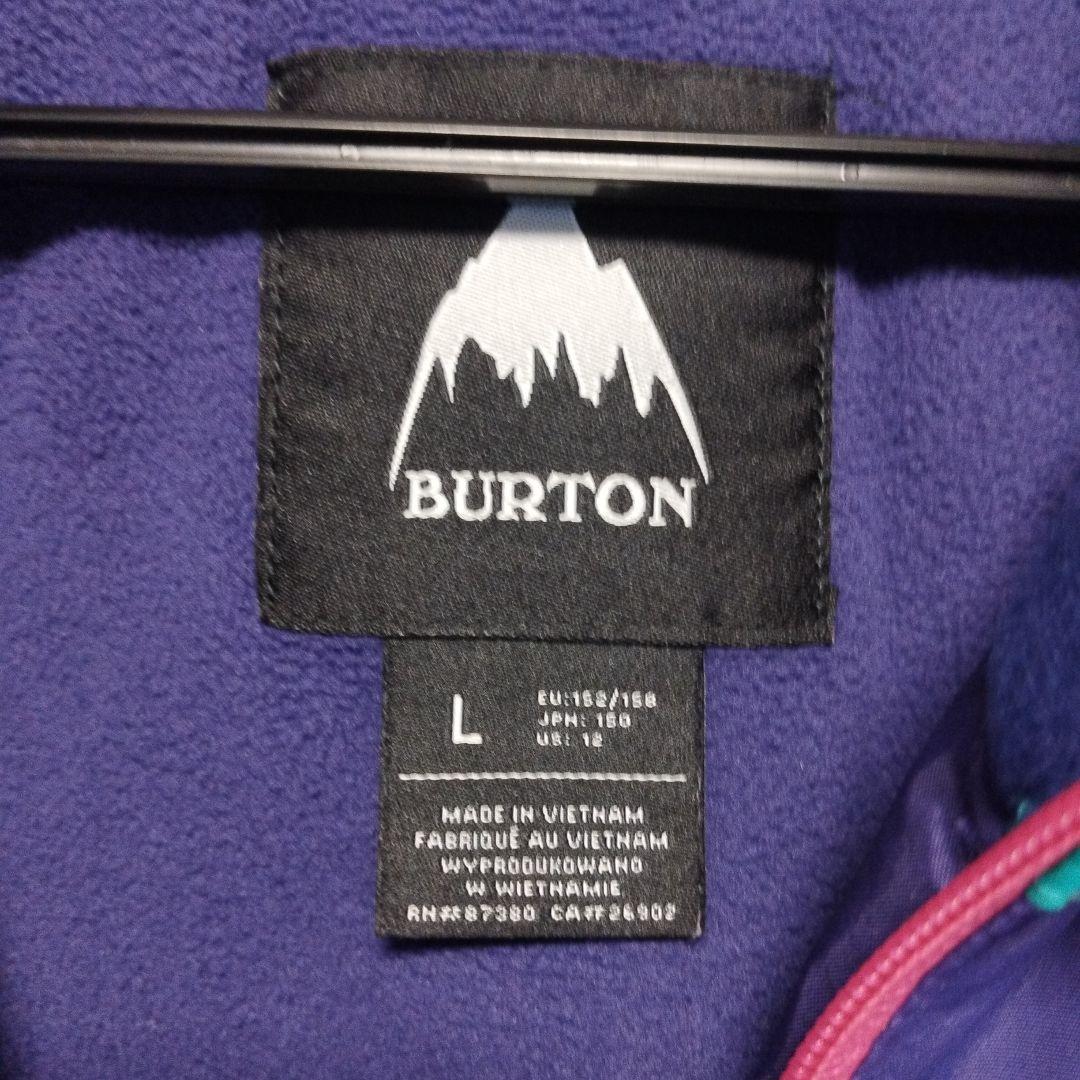 BURTON
L
EU:152/158
JPN: 150
US: 12
MADE IN VIETNAM
FABRIQUÉ AU VIETNAM
WYPRODUKOWANO
W WIETNAMIE
RN#87380 CA#26902